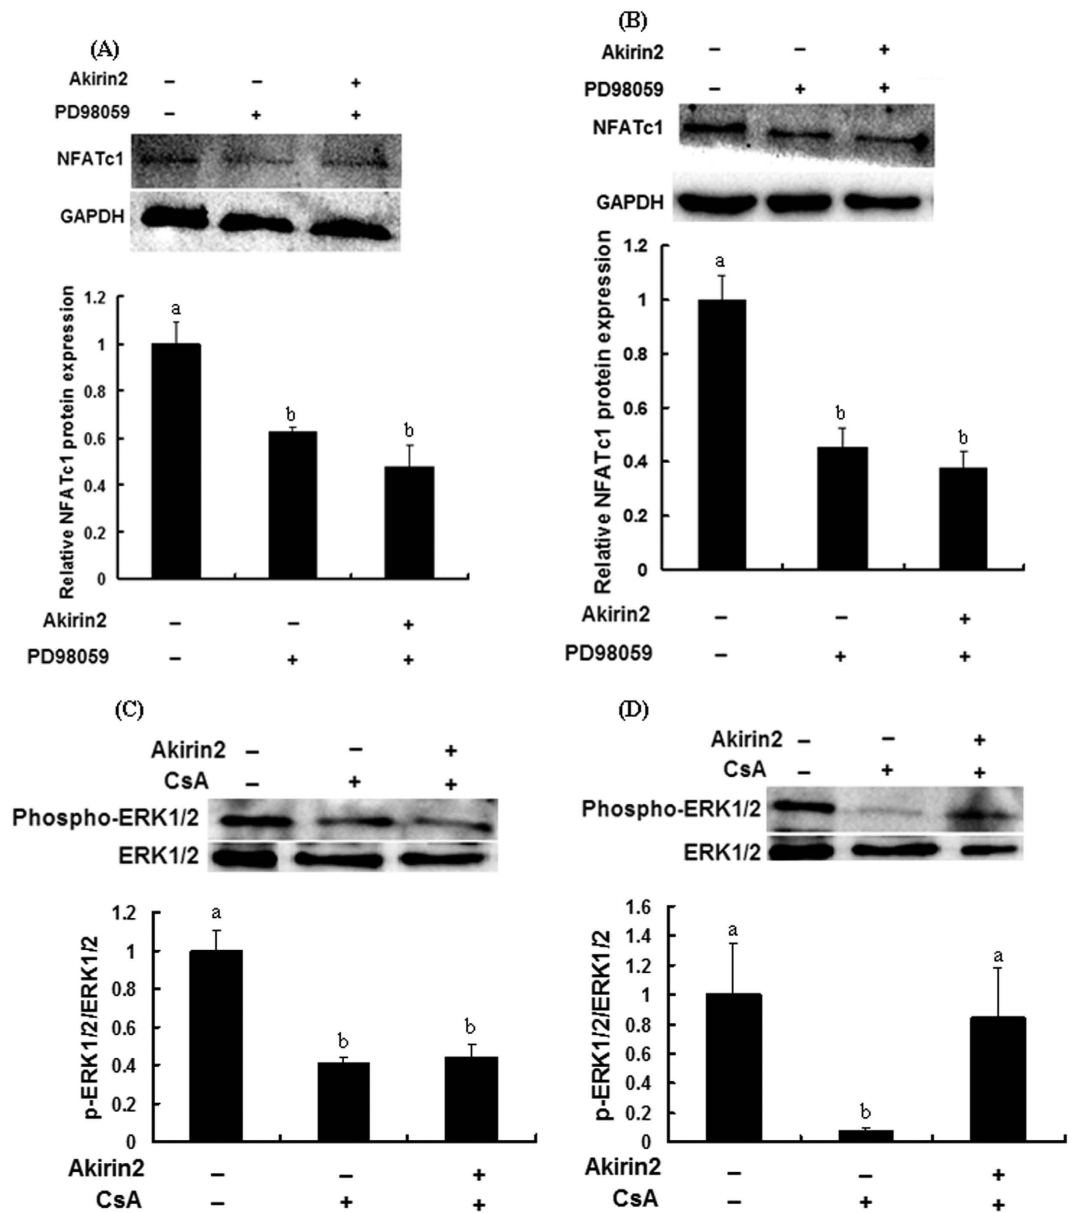 (A)
Akirin2 – – +
PD98059 – + +
NFATc1
GAPDH
Relative NFATc1 protein expression
1.2
1
0.8
0.6
0.4
0.2
0
a
b
b
Akirin2 – – +
PD98059 – + +
(B)
Akirin2 – – +
PD98059 – + +
NFATc1
GAPDH
Relative NFATc1 protein expression
1.2
1
0.8
0.6
0.4
0.2
0
a
b
b
Akirin2 – – +
PD98059 – + +
(C)
Akirin2 – – +
CsA – + +
Phospho-ERK1/2
ERK1/2
p-ERK1/2/ERK1/2
1.2
1
0.8
0.6
0.4
0.2
0
a
b
b
Akirin2 – – +
CsA – + +
(D)
Akirin2 – – +
CsA – + +
Phospho-ERK1/2
ERK1/2
p-ERK1/2/ERK1/2
1.6
1.4
1.2
1
0.8
0.6
0.4
0.2
0
a
b
a
Akirin2 – – +
CsA – + +